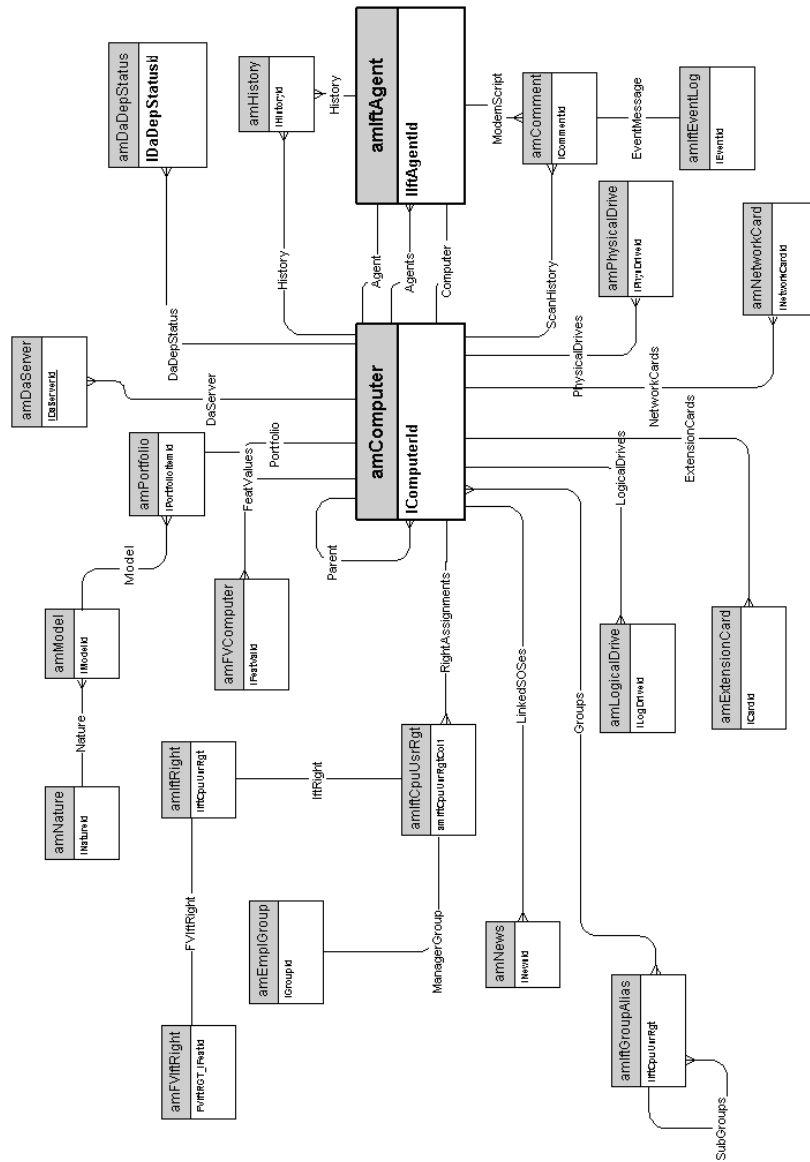 amDaDepStatus
lDaDepStatusId
amHistory
lHistoryId
History
amIftAgent
lIftAgentId
ModemScript
amComment
lCommentId
EventMessage
amIftEventLog
lEventId
amDaServer
lDaServerId
DaDepStatus
History
Agent
Agents
Computer
ScanHistory
amPhysicalDrive
lPhysDriveId
amNetworkCard
lNetworkCardId
DaServer
amPortfolio
lPortfolioItemId
Portfolio
FeatValues
amComputer
lComputerId
PhysicalDrives
NetworkCards
Model
amModel
lModelId
Parent
amFVComputer
lFeatValId
RightAssignments
LinkedSOSes
Groups
LogicalDrives
ExtensionCards
amLogicalDrive
lLogDriveId
amExtensionCard
lCardId
Nature
amNature
lNatureId
amIftRight
lIftCpuUsrRgt
IftRight
amIftCpuUsrRgt
amIftCpuUsrRgtCol1
FVIftRight
amEmplGroup
lGroupId
ManagerGroup
amNews
lNewsId
amFVIftRight
FVIftRGT_lFeatId
amIftGroupAlias
lIftCpuUsrRgt
SubGroups